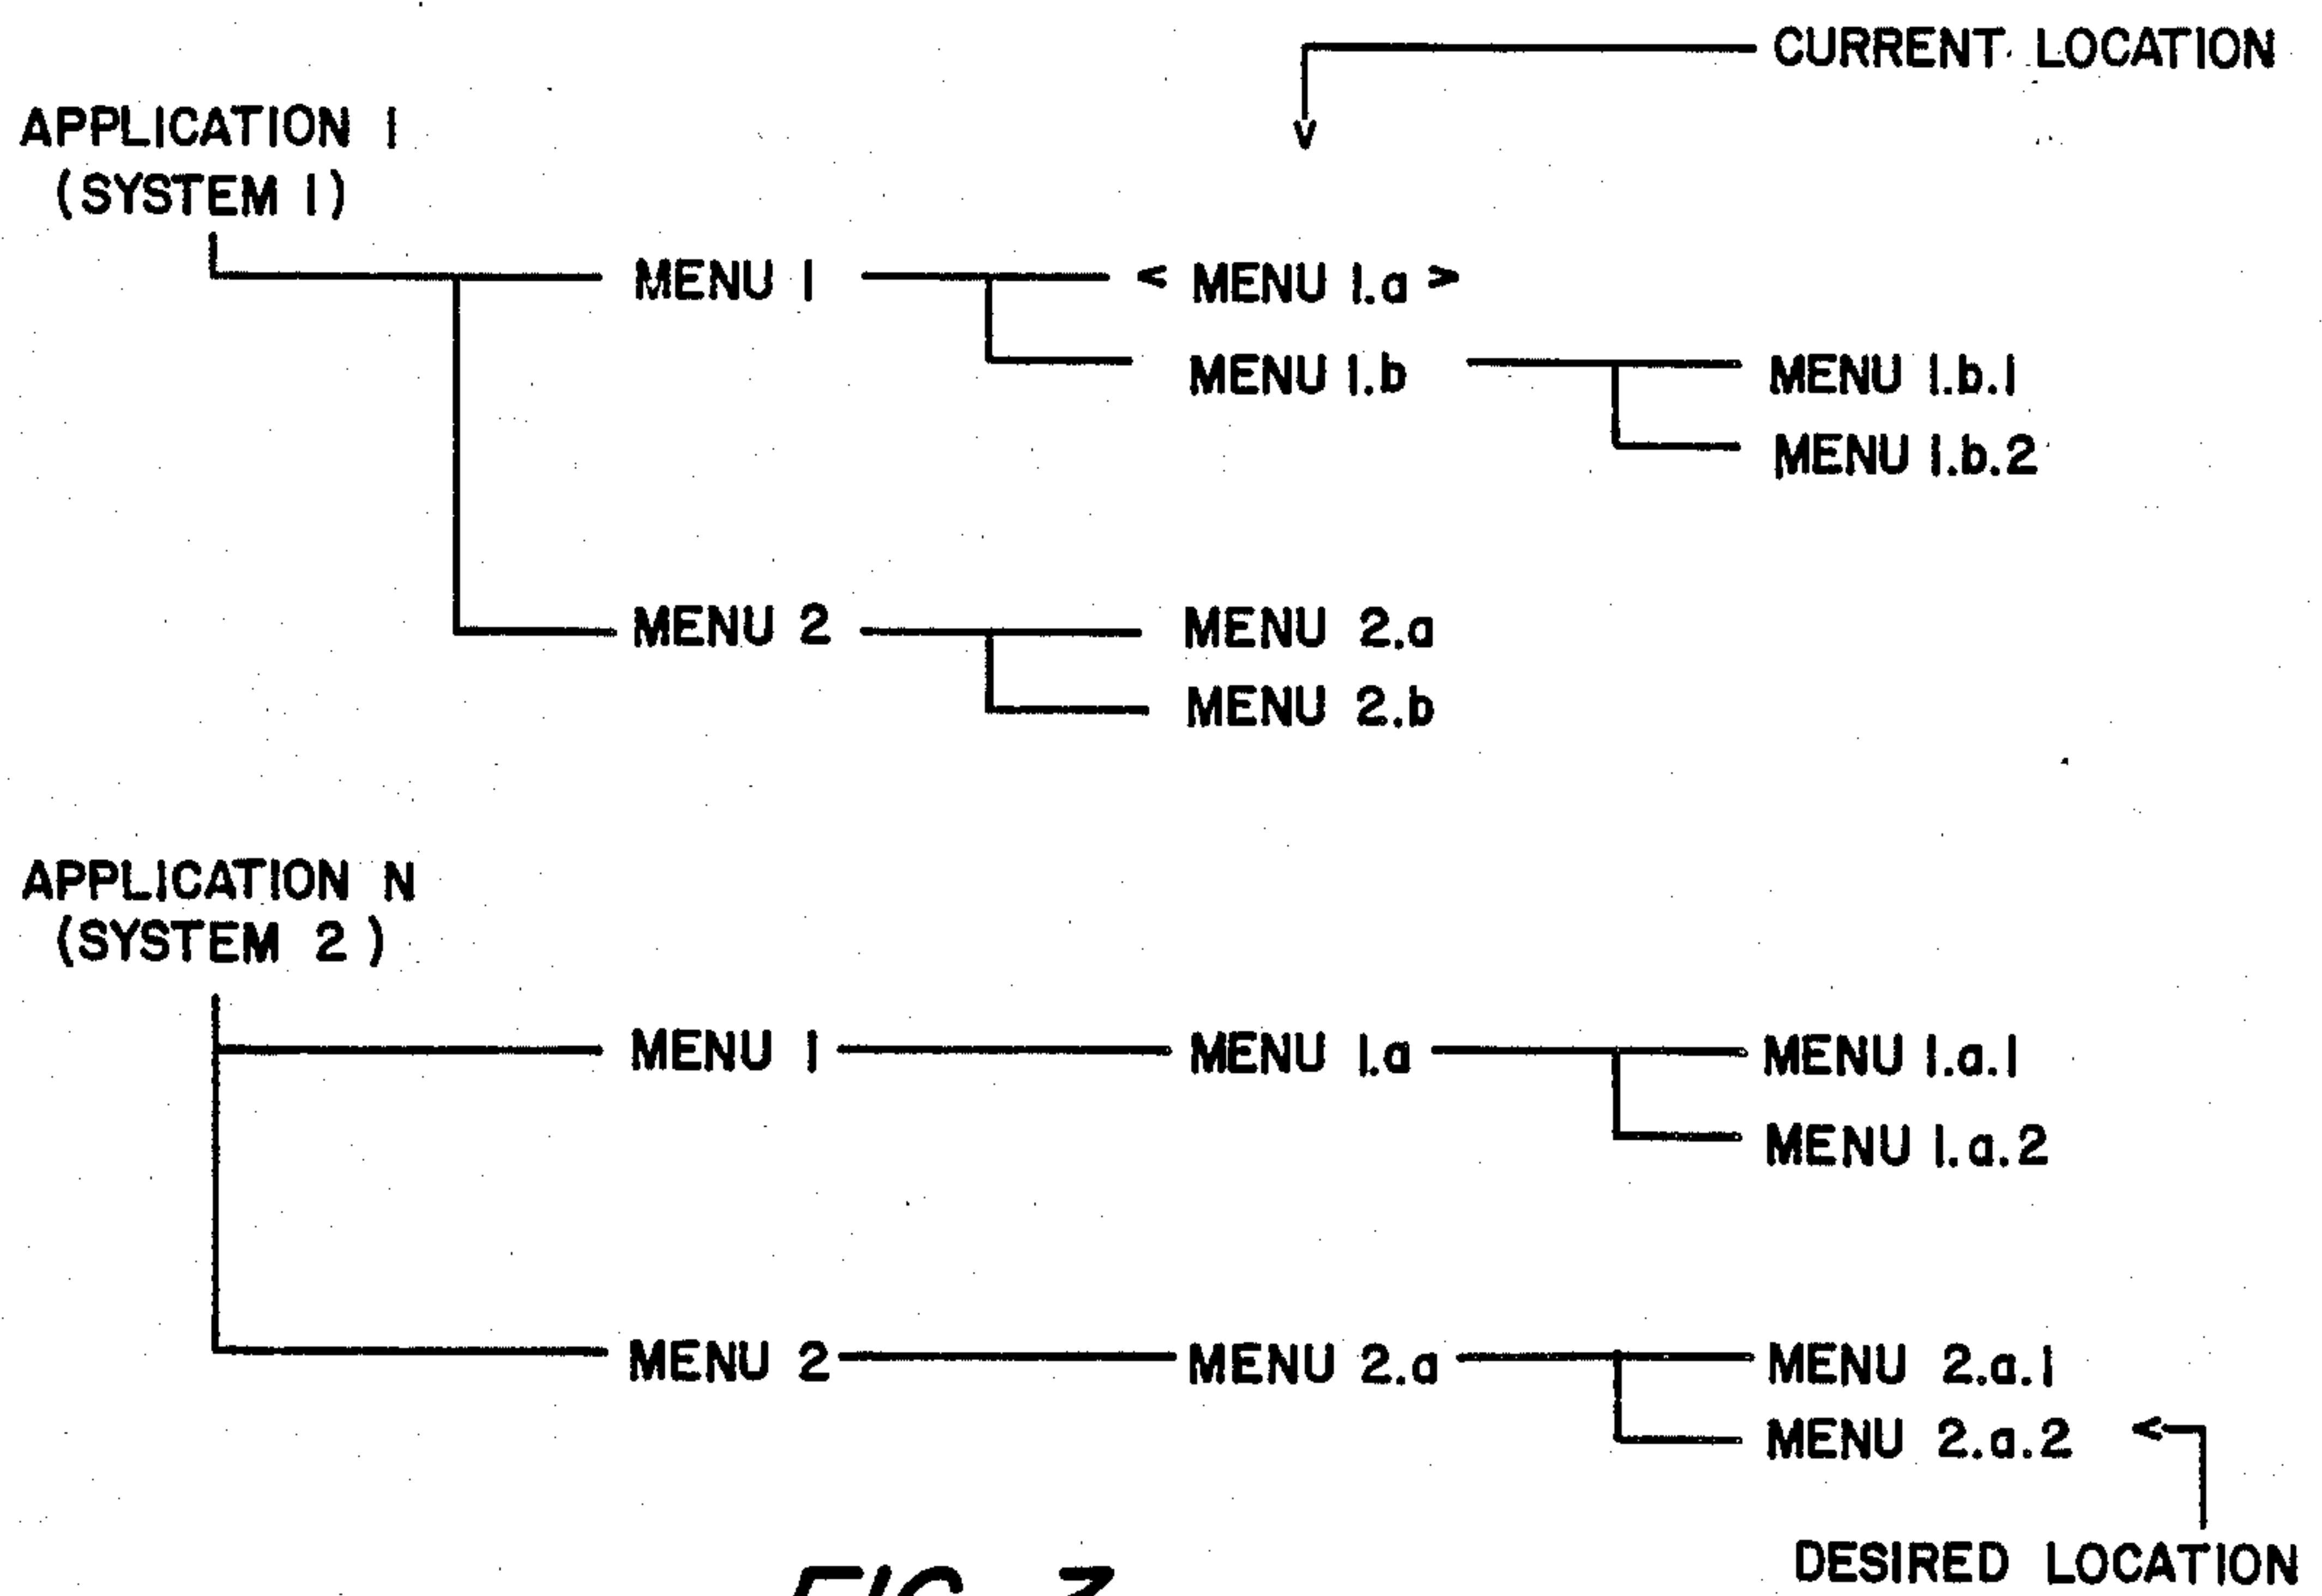 CURRENT LOCATION
APPLICATION 1
(SYSTEM 1)
MENU 1 < MENU 1.a >
MENU 1.b MENU 1.b.1
MENU 1.b.2
MENU 2 MENU 2.a
MENU 2.b
APPLICATION N
(SYSTEM 2)
MENU 1 MENU 1.a MENU 1.a.1
MENU 1.a.2
MENU 2 MENU 2.a MENU 2.a.1
MENU 2.a.2
DESIRED LOCATION